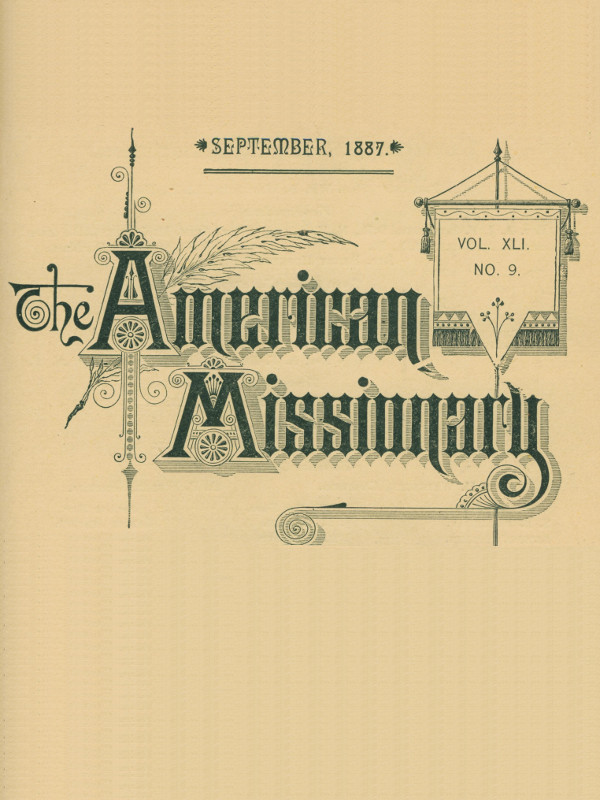 SEPTEMBER, 1887.
VOL. XLI.
NO. 9.
The American
Missionary